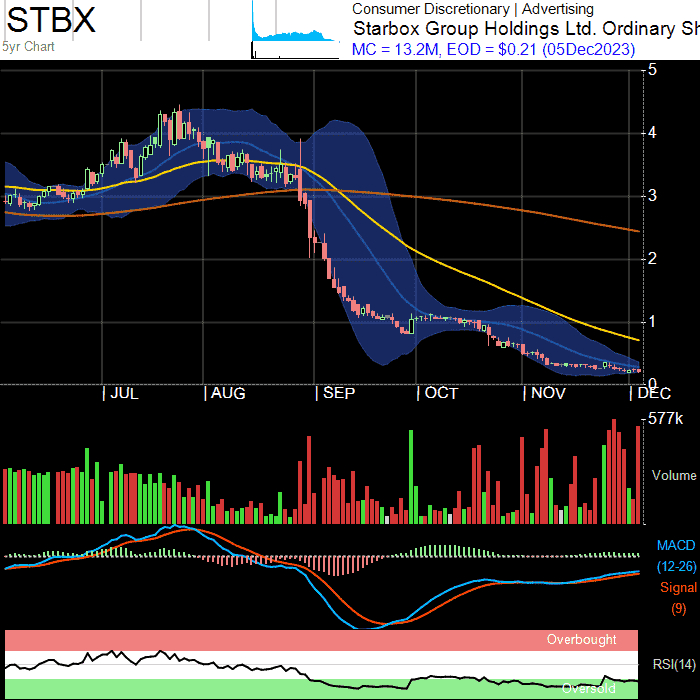 STBX
5yr Chart
Consumer Discretionary | Advertising
Starbox Group Holdings Ltd. Ordinary Sh
MC = 13.2M, EOD = $0.21 (05Dec2023)
5
4
3
2
1
0
JUL AUG SEP OCT NOV DEC
577k
Volume
MACD
(12-26)
Signal
(9)
Overbought
RSI(14)
Oversold